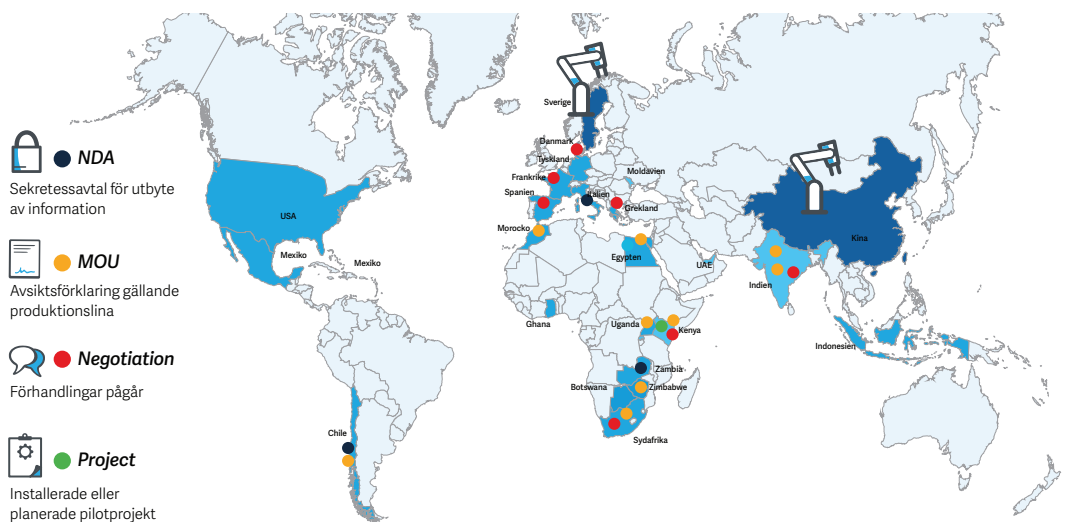 NDA
Sekretessavtal för utbyte
av information
MOU
Avsiktsförklaring gällande
produktionslina
Negotiation
Förhandlingar pågår
Project
Installerade eller
planerade pilotprojekt
USA
Mexiko
Mexiko
Chile
Sverige
Danmark
Tyskland
Frankrike
Spanien
Italien
Moldavien
Grekland
Morocko
Egypten
UAE
Ghana
Uganda
Kenya
Zambia
Botswana
Zimbabwe
Sydafrika
Kina
Indien
Indonesien